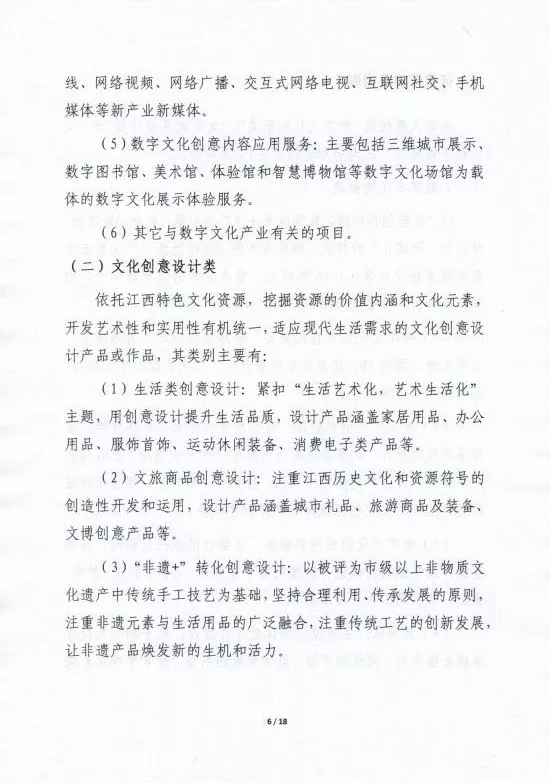 线、网络视频、网络广播、交互式网络电视、互联网社交、手机
媒体等新产业新媒体。
（5）数字文化创意内容应用服务：主要包括三维城市展示、
数字图书馆、美术馆、体验馆和智慧博物馆等数字文化场馆为载
体的数字文化展示体验服务。
（6）其它与数字文化产业有关的项目。
（二）文化创意设计类
依托江西特色文化资源，挖掘资源的价值内涵和文化元素，
开发艺术性和实用性有机统一，适应现代生活需求的文化创意设
计产品或作品，其类别主要有：
（1）生活类创意设计：紧扣“生活艺术化，艺术生活化”
主题，用创意设计提升生活品质，设计产品涵盖家居用品、办公
用品、服饰首饰、运动休闲装备、消费电子类产品等。
（2）文旅商品创意设计：注重江西历史文化和资源符号的
创造性开发和运用，设计产品涵盖城市礼品、旅游商品及装备、
文博创意产品等。
（3）“非遗+”转化创意设计：以被评为市级以上非物质文
化遗产中传统手工技艺为基础，坚持合理利用、传承发展的原则，
注重非遗元素与生活用品的广泛融合，注重传统工艺的创新发展，
让非遗产品焕发新的生机和活力。
6 / 18